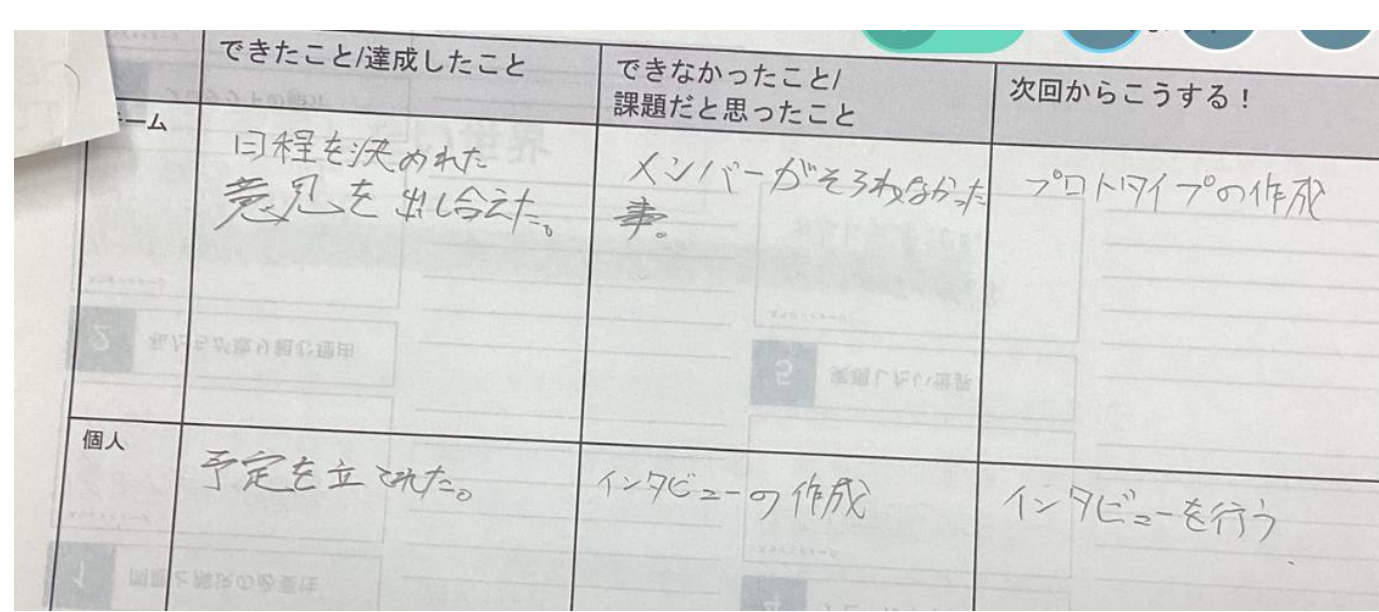 できたこと/達成したこと
できなかったこと/
課題だと思ったこと
次回からこうする！
ーム
日程を決めれた
意見を出し合えた。
メンバーがそろわなかった
事。
プロトタイプの作成
個人
予定を立てれた。
インタビューの作成
インタビューを行う